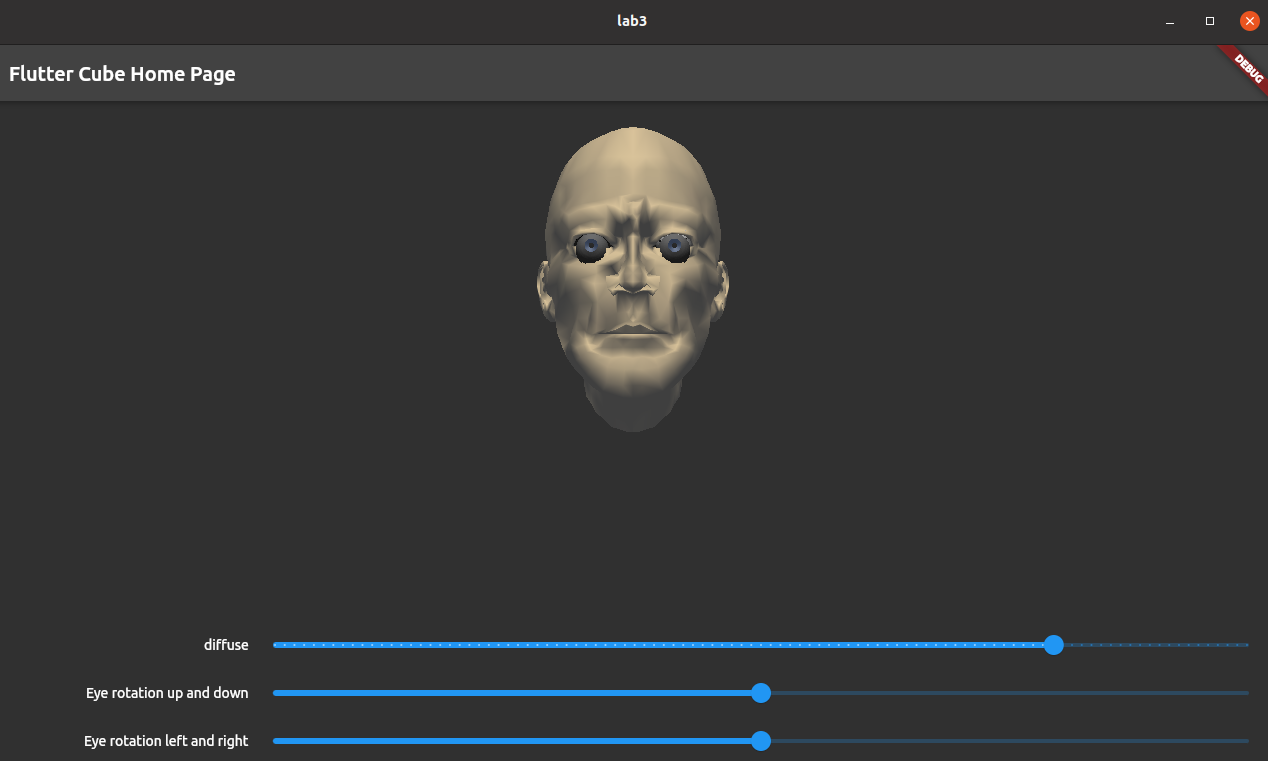 lab3
Flutter Cube Home Page
DEBUG
diffuse
Eye rotation up and down
Eye rotation left and right